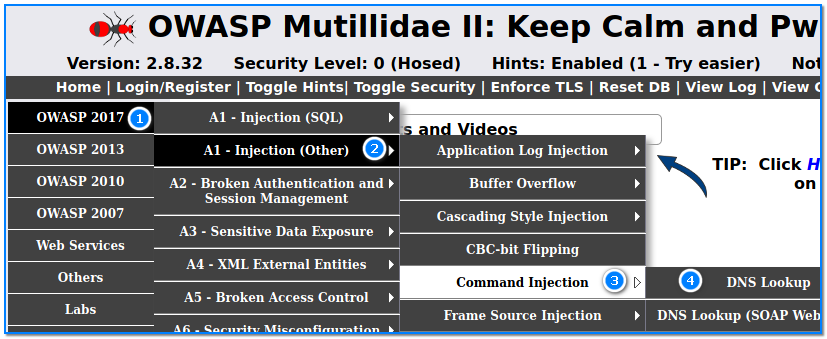 OWASP Mutillidae II: Keep Calm and Pw
Version: 2.8.32 Security Level: 0 (Hosed) Hints: Enabled (1 - Try easier) Not
Home | Login/Register | Toggle Hints | Toggle Security | Enforce TLS | Reset DB | View Log | View C
OWASP 2017 1
OWASP 2013
OWASP 2010
OWASP 2007
Web Services
Others
Labs
A1 - Injection (SQL)
A1 - Injection (Other) 2
A2 - Broken Authentication and
Session Management
A3 - Sensitive Data Exposure
A4 - XML External Entities
A5 - Broken Access Control
A6 - Security Misconfiguration
s and Videos
Application Log Injection
Buffer Overflow
Cascading Style Injection
CBC-bit Flipping
Command Injection 3
Frame Source Injection
4 DNS Lookup
DNS Lookup (SOAP Web
TIP: Click H
on